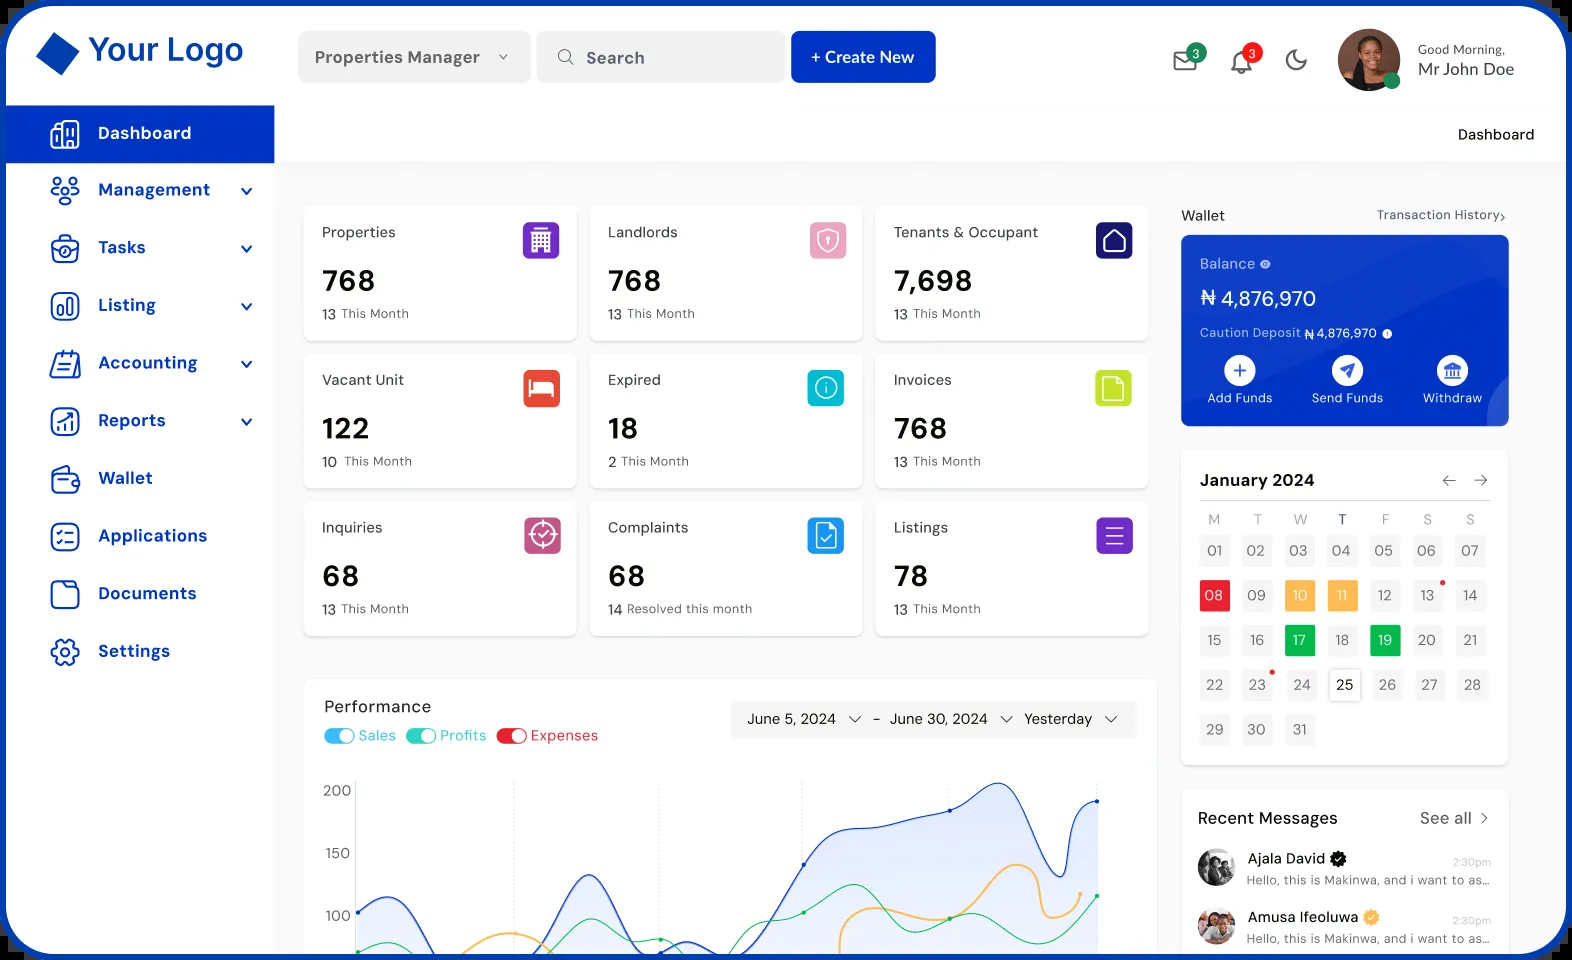 Your Logo
Properties Manager
Search
+ Create New
3
3
Good Morning,
Mr John Doe
Dashboard
Dashboard
Management
Tasks
Listing
Accounting
Reports
Wallet
Applications
Documents
Settings
Properties
768
13 This Month
Landlords
768
13 This Month
Tenants & Occupant
7,698
13 This Month
Vacant Unit
122
10 This Month
Expired
18
2 This Month
Invoices
768
13 This Month
Inquiries
68
13 This Month
Complaints
68
14 Resolved this month
Listings
78
13 This Month
Performance
Sales Profits Expenses
June 5, 2024 - June 30, 2024 Yesterday
200
150
100
Wallet
Transaction History
Balance
₦ 4,876,970
Caution Deposit ₦ 4,876,970
Add Funds Send Funds Withdraw
January 2024
M T W T F S S
01 02 03 04 05 06 07
08 09 10 11 12 13 14
15 16 17 18 19 20 21
22 23 24 25 26 27 28
29 30 31
Recent Messages
See all
Ajala David
2:30pm
Hello, this is Makinwa, and i want to as...
Amusa Ifeoluwa
2:30pm
Hello, this is Makinwa, and i want to as...